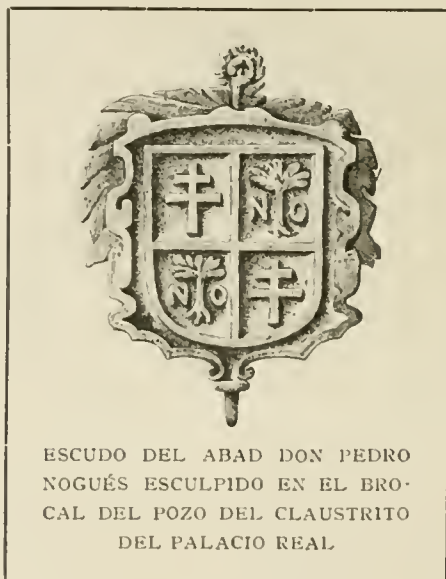 N O
N O
ESCUDO DEL ABAD DON PEDRO
NOGUÉS ESCULPIDO EN EL BRO-
CAL DEL POZO DEL CLAUSTRITO
DEL PALACIO REAL